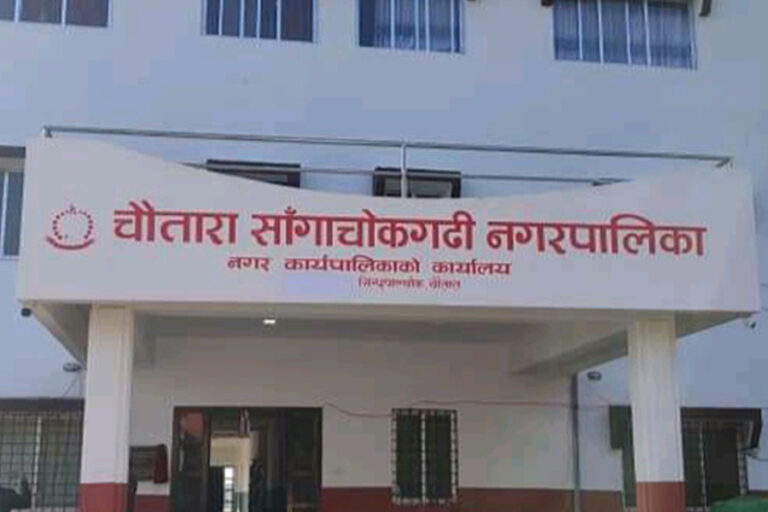 चौतारा साँगाचोकगढी नगरपालिका
नगर कार्यपालिकाको कार्यालय
सिन्धुपाल्चोक, चौतारा